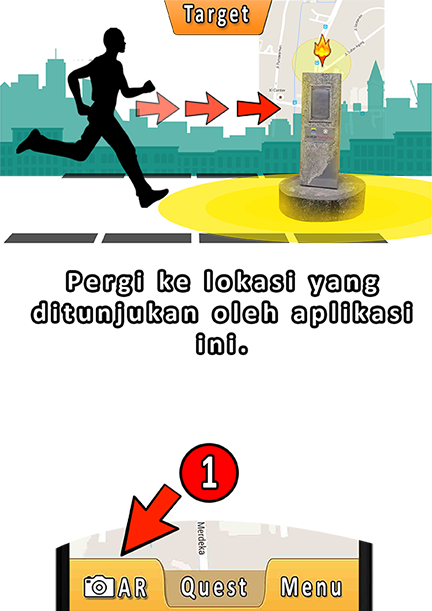 Target
Pergi ke lokasi yang
ditunjukan oleh aplikasi
ini.
1
Merdeka
AR
Quest
Menu